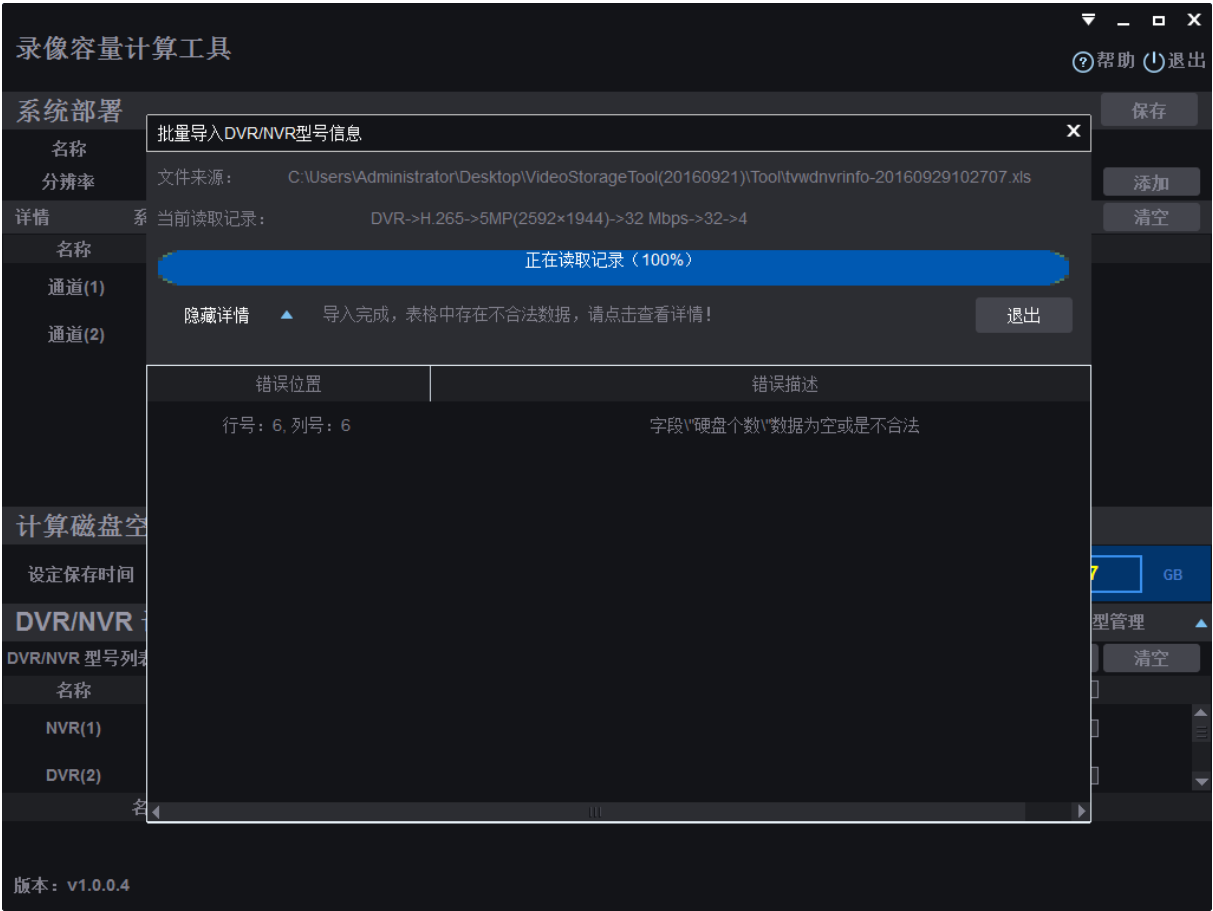 录像容量计算工具
帮助 退出
系统部署 保存
批量导入DVR/NVR型号信息 X
名称
文件来源： C:\Users\Administrator\Desktop\VideoStorageTool(20160921)\Tool\tvwdnvrinfo-20160929102707.xls
分辨率 添加
详情 系 当前读取记录： DVR->H.265->5MP(2592×1944)->32 Mbps->32->4 清空
名称
正在读取记录（100%）
通道(1)
隐藏详情 导入完成，表格中存在不合法数据，请点击查看详情！ 退出
通道(2)
错误位置 错误描述
行号：6, 列号：6 字段\"硬盘个数\"数据为空或是不合法
计算磁盘空
设定保存时间 7 GB
DVR/NVR 型管理
DVR/NVR 型号列表 清空
名称
NVR(1)
DVR(2)
名
版本：v1.0.0.4